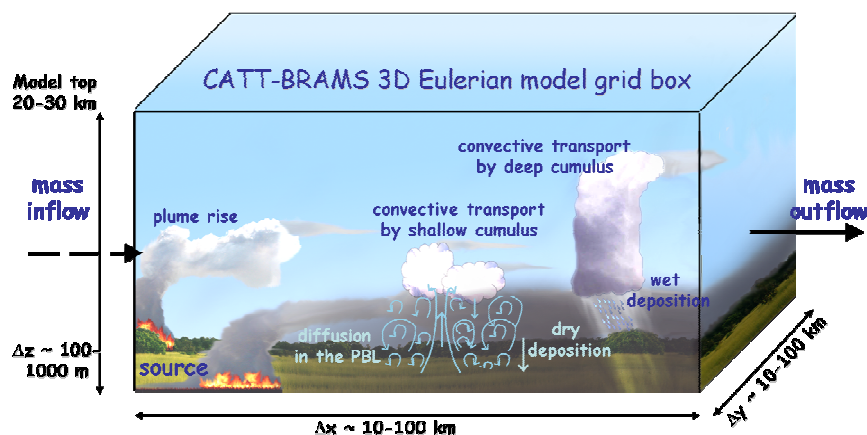 CATT-BRAMS 3D Eulerian model grid box
Model top
20-30 km
convective transport
by deep cumulus
mass
inflow
mass
outflow
plume rise
convective transport
by shallow cumulus
wet
deposition
diffusion
in the PBL
dry
deposition
Δz ~ 100-
1000 m
source
Δy ~ 10-100 km
Δx ~ 10-100 km